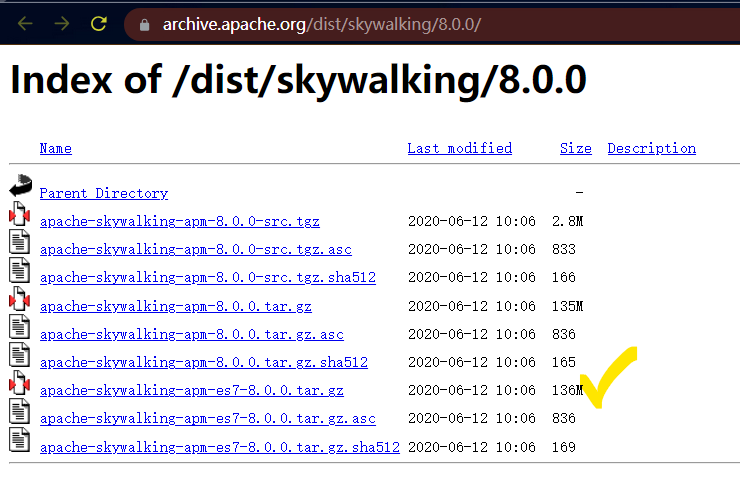 archive.apache.org/dist/skywalking/8.0.0/
Index of /dist/skywalking/8.0.0
Name Last modified Size Description
Parent Directory -
apache-skywalking-apm-8.0.0-src.tgz 2020-06-12 10:06 2.8M
apache-skywalking-apm-8.0.0-src.tgz.asc 2020-06-12 10:06 833
apache-skywalking-apm-8.0.0-src.tgz.sha512 2020-06-12 10:06 166
apache-skywalking-apm-8.0.0.tar.gz 2020-06-12 10:06 135M
apache-skywalking-apm-8.0.0.tar.gz.asc 2020-06-12 10:06 836
apache-skywalking-apm-8.0.0.tar.gz.sha512 2020-06-12 10:06 165
apache-skywalking-apm-es7-8.0.0.tar.gz 2020-06-12 10:06 136M
apache-skywalking-apm-es7-8.0.0.tar.gz.asc 2020-06-12 10:06 836
apache-skywalking-apm-es7-8.0.0.tar.gz.sha512 2020-06-12 10:06 169